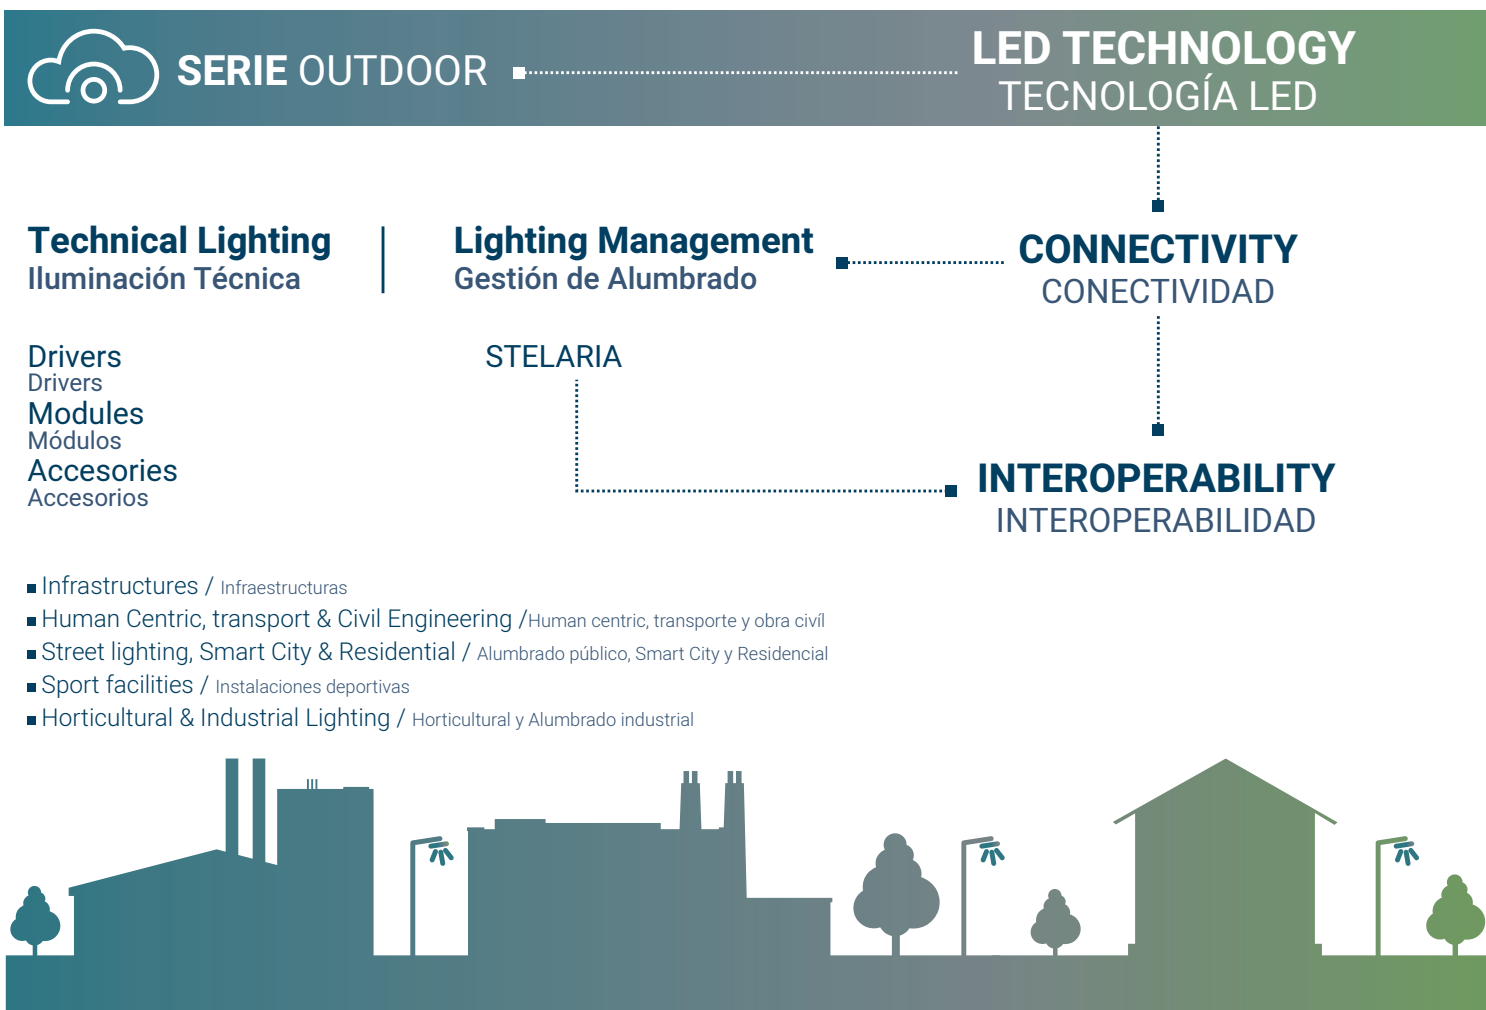 SERIE OUTDOOR
LED TECHNOLOGY
TECNOLOGÍA LED
Technical Lighting
Iluminación Técnica
Lighting Management
Gestión de Alumbrado
CONNECTIVITY
CONECTIVIDAD
Drivers
Drivers
Modules
Módulos
Accesories
Accesorios
STELARIA
INTEROPERABILITY
INTEROPERABILIDAD
Infrastructures / Infraestructuras
Human Centric, transport & Civil Engineering /Human centric, transporte y obra civíl
Street lighting, Smart City & Residential / Alumbrado público, Smart City y Residencial
Sport facilities / Instalaciones deportivas
Horticultural & Industrial Lighting / Horticultural y Alumbrado industrial